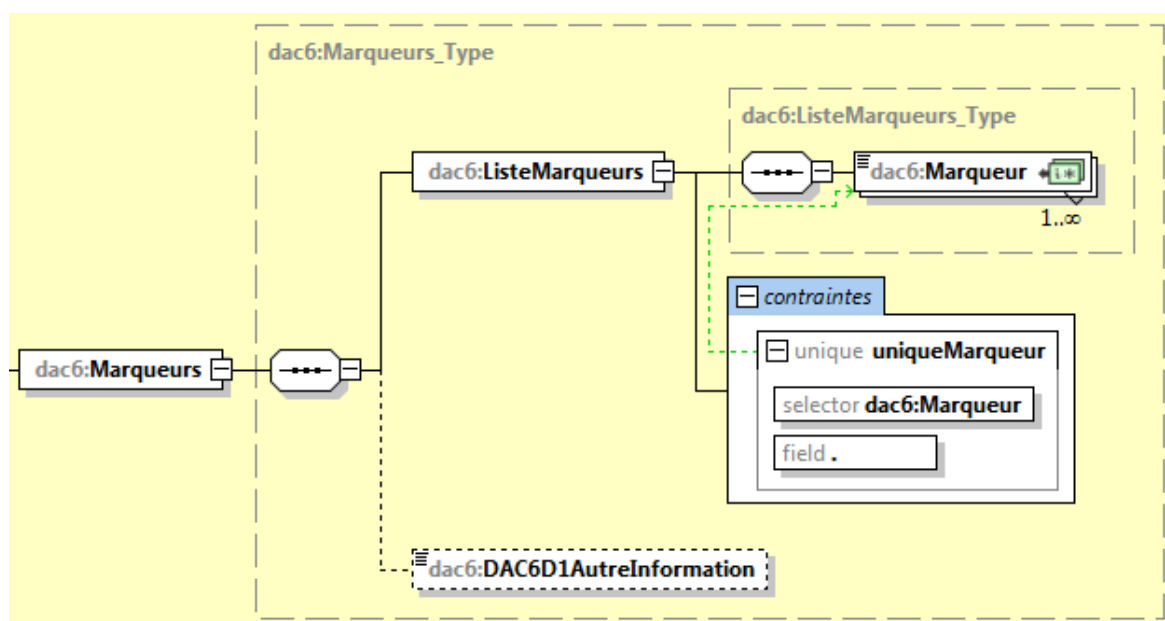 dac6:Marqueurs_Type
dac6:ListeMarqueurs_Type
dac6:ListeMarqueurs
dac6:Marqueur
1..∞
contraintes
dac6:Marqueurs
unique uniqueMarqueur
selector dac6:Marqueur
field .
dac6:DAC6D1AutreInformation